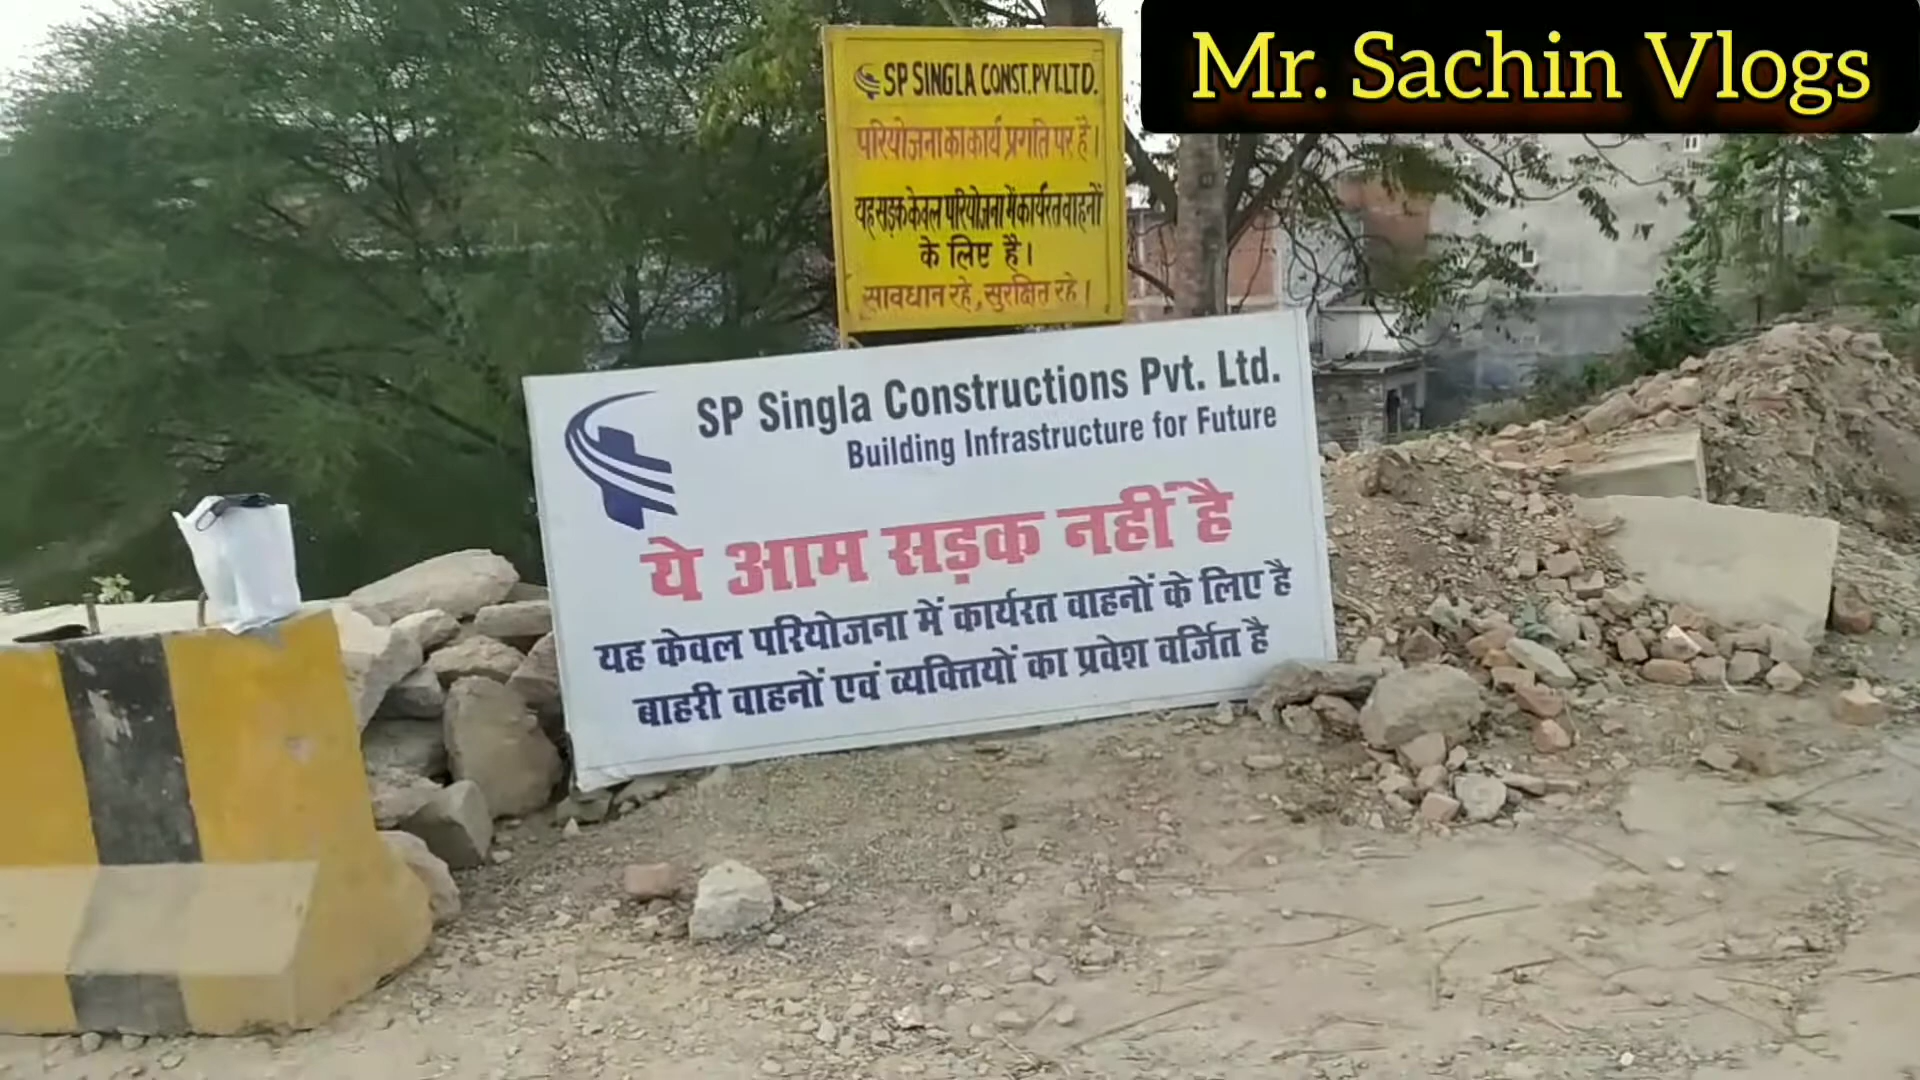 Mr. Sachin Vlogs
SP SINGLA CONST.PVT.LTD.
परियोजना का कार्य प्रगति पर है।
यह सड़क केवल परियोजना में कार्यरत वाहनों
के लिए है।
सावधान रहे, सुरक्षित रहे।
SP Singla Constructions Pvt. Ltd.
Building Infrastructure for Future
ये आम सड़क नहीं है
यह केवल परियोजना में कार्यरत वाहनों के लिए है
बाहरी वाहनों एवं व्यक्तियों का प्रवेश वर्जित है